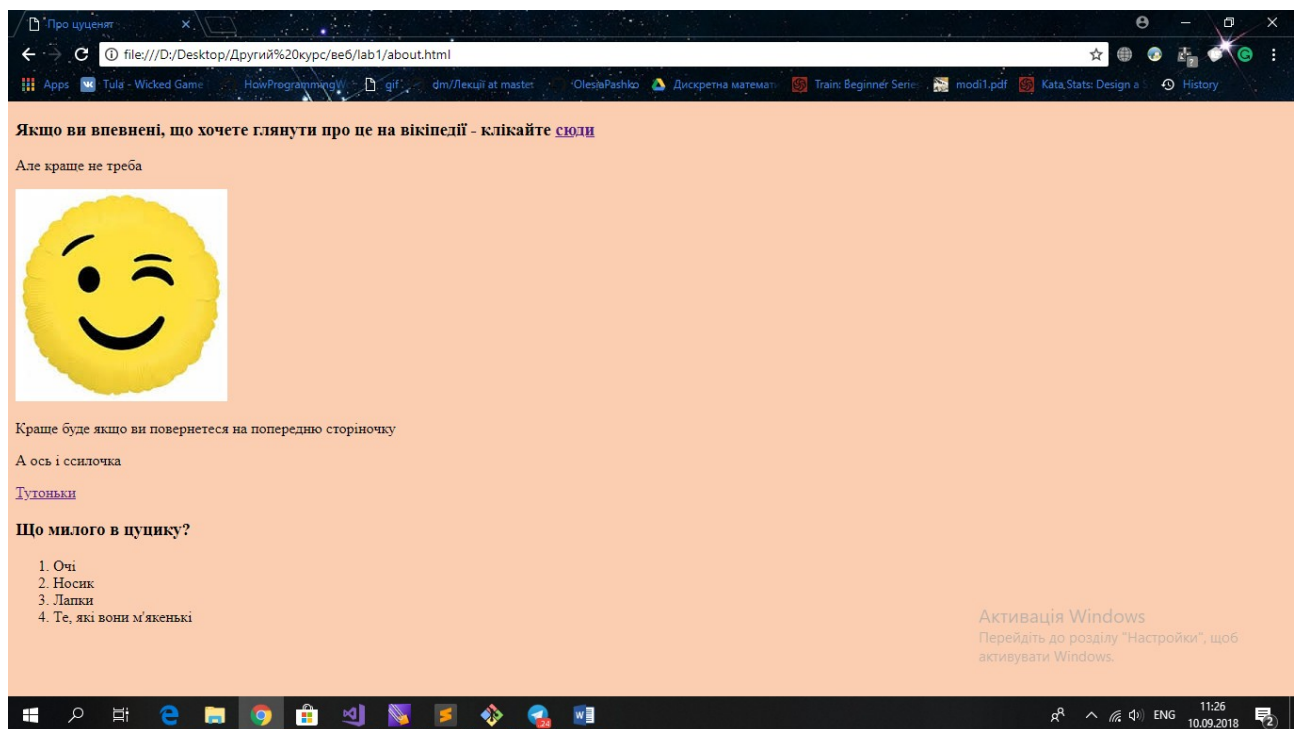 Про цуценят
file:///D:/Desktop/Другий%20курс/веб/lab1/about.html
Apps Tula - Wicked Game HowProgrammingW gif dm/Лекції at master OlesjaPashko Дискретна математ Train: Beginner Series modi1.pdf Kata Stats: Design a S History
Якщо ви впевнені, що хочете глянути про це на вікіпедії - клікайте сюди
Але краще не треба
Краще буде якщо ви повернетеся на попередню сторіночку
А ось і ссилочка
Тутоньки
Що милого в цуцику?
1. Очі
2. Носик
3. Лапки
4. Те, які вони м'якенькі
Активація Windows
Перейдіть до розділу "Настройки", щоб
активувати Windows.
24
ENG
11:26
10.09.2018
2